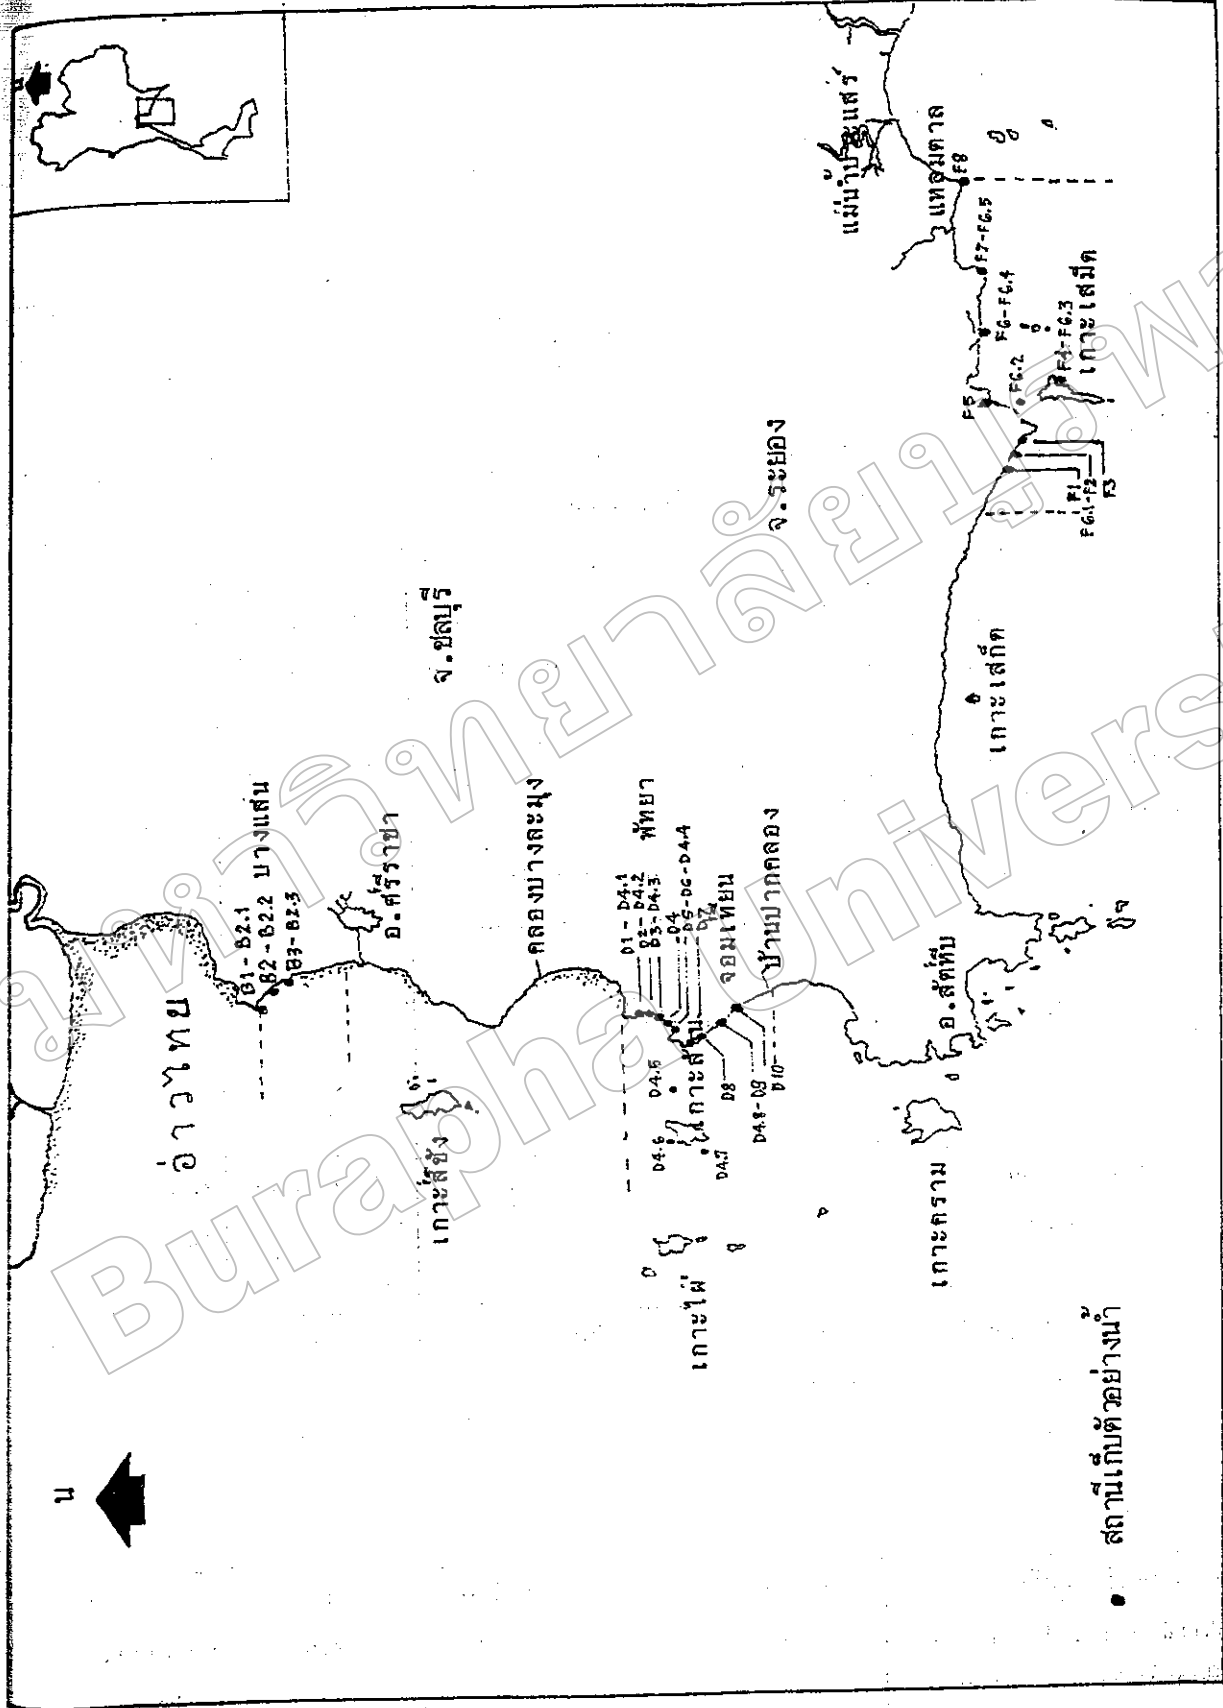 น
อ่าวไทย
B1-B2.1
B2-B2.2 บางแสน
B3-B2.3
อ.ศรีราชา
จ.ชลบุรี
เกาะสีชัง
คลองบางละมุง
D1-D4.1
D2-D4.2 พัทยา
D3-D4.3
D4
D5-D6-D4.4
D7
D4.5
D4.6
เกาะล้าน
D4.7
จอมเทียน
D8
D4.8-D9
D10
บ้านปากคลอง
เกาะไผ่
เกาะคราม
อ.สัตหีบ
เกาะเสก็ด
จ.ระยอง
แม่น้ำประแสร์
แหลมตาล
F8
F7-F6.5
F6-F6.4
F5
F6.2
F4-F6.3
เกาะเสม็ด
F1
F6.1-F2
F3
สถานีเก็บตัวอย่างน้ำ
Burapha Universi